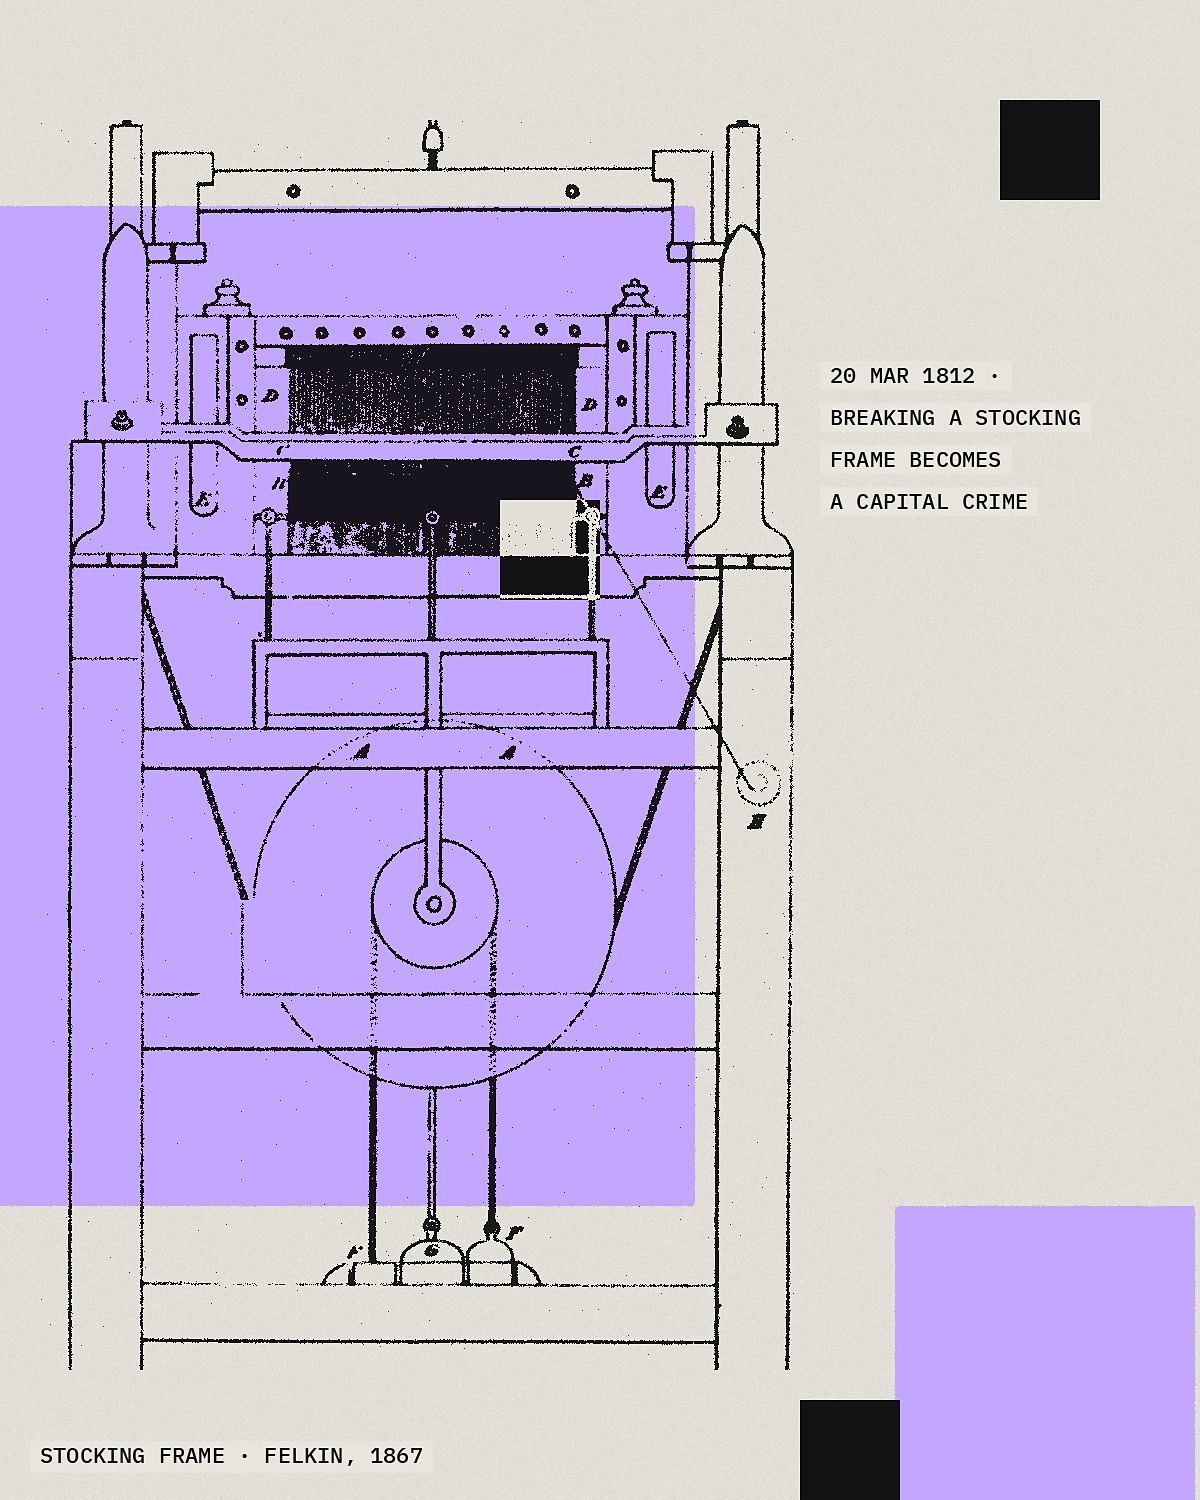 D
D
C
C
H
B
E
E
A
A
H
F
G
F
20 MAR 1812 ·
BREAKING A STOCKING
FRAME BECOMES
A CAPITAL CRIME
STOCKING FRAME · FELKIN, 1867